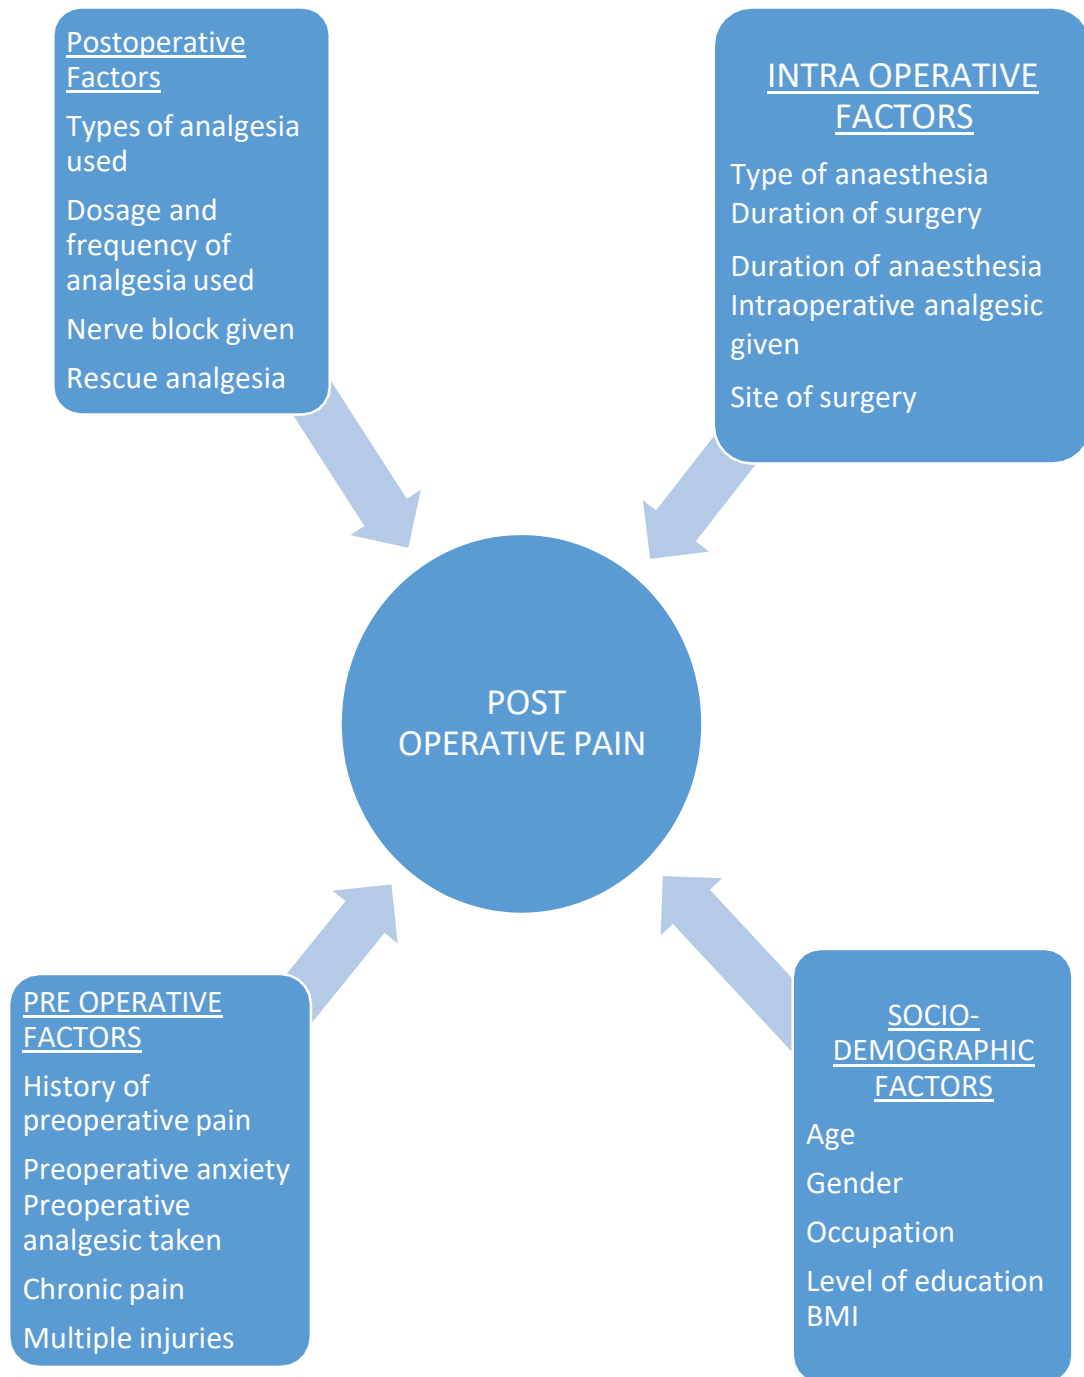 Postoperative
Factors
Types of analgesia
used
Dosage and
frequency of
analgesia used
Nerve block given
Rescue analgesia
INTRA OPERATIVE
FACTORS
Type of anaesthesia
Duration of surgery
Duration of anaesthesia
Intraoperative analgesic
given
Site of surgery
POST
OPERATIVE PAIN
PRE OPERATIVE
FACTORS
History of
preoperative pain
Preoperative anxiety
Preoperative
analgesic taken
Chronic pain
Multiple injuries
SOCIO-
DEMOGRAPHIC
FACTORS
Age
Gender
Occupation
Level of education
BMI